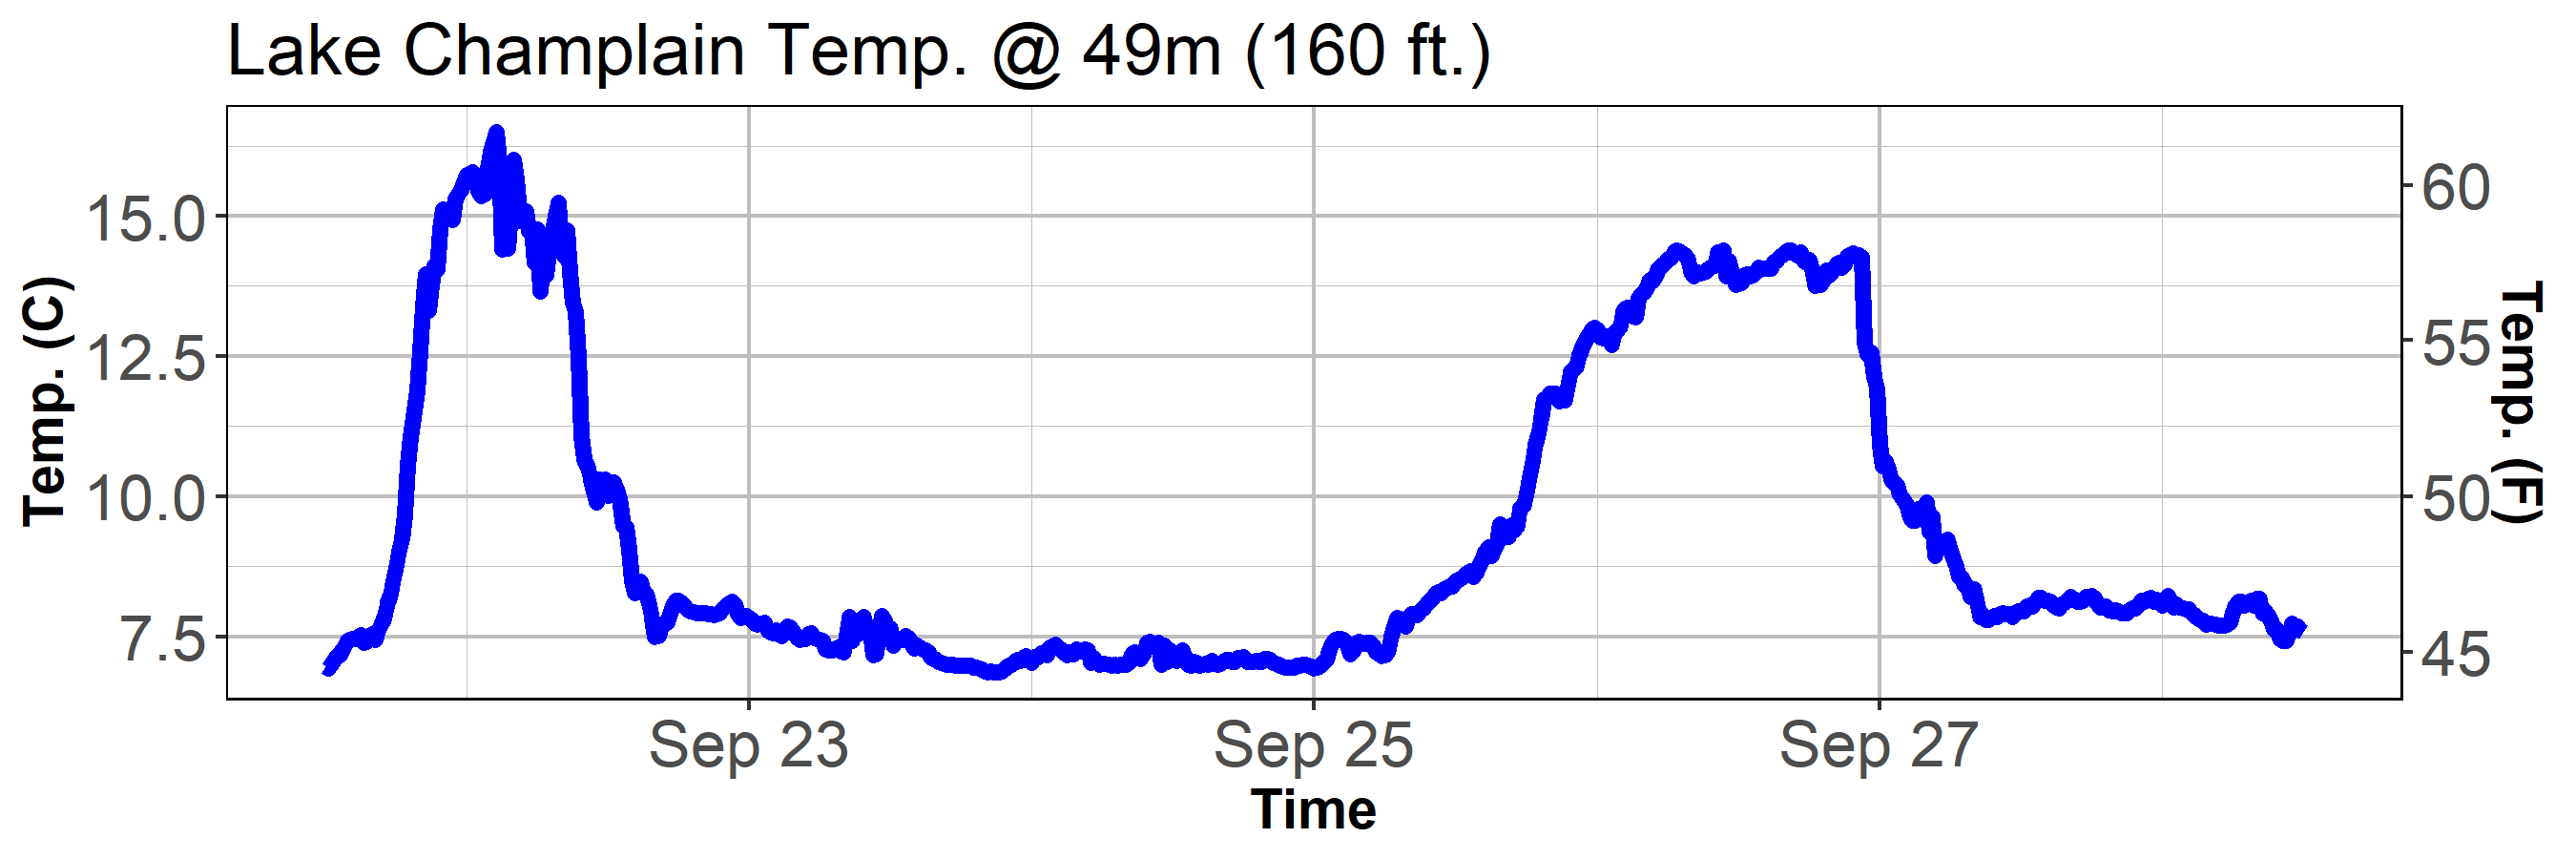 Lake Champlain Temp. @ 49m (160 ft.)
Temp. (C)
15.0
12.5
10.0
7.5
60
55
50
45
Temp. (F)
Sep 23 Sep 25 Sep 27
Time